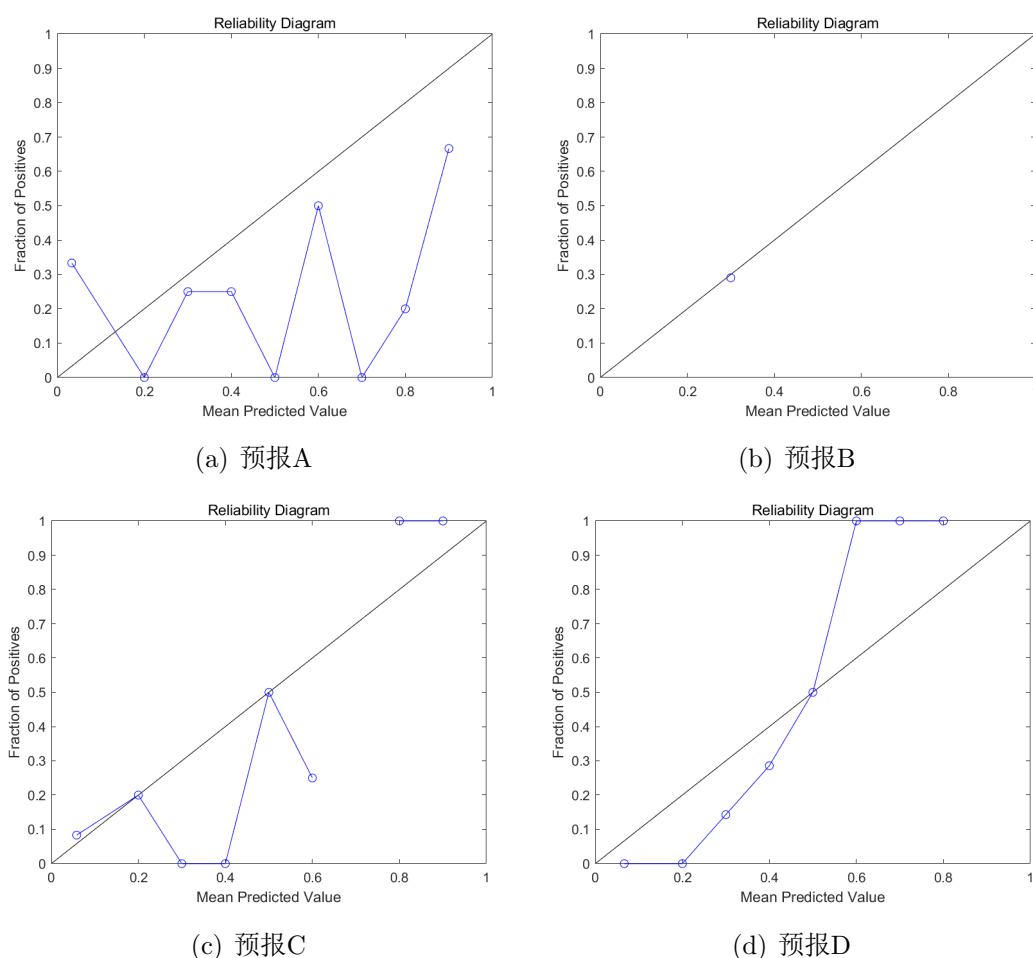 Reliability Diagram
1
0.9
0.8
0.7
0.6
0.5
0.4
0.3
0.2
0.1
0
Fraction of Positives
0 0.2 0.4 0.6 0.8 1
Mean Predicted Value
(a) 预报A
Reliability Diagram
1
0.9
0.8
0.7
0.6
0.5
0.4
0.3
0.2
0.1
0
Fraction of Positives
0 0.2 0.4 0.6 0.8
Mean Predicted Value
(b) 预报B
Reliability Diagram
1
0.9
0.8
0.7
0.6
0.5
0.4
0.3
0.2
0.1
0
Fraction of Positives
0 0.2 0.4 0.6 0.8 1
Mean Predicted Value
(c) 预报C
Reliability Diagram
1
0.9
0.8
0.7
0.6
0.5
0.4
0.3
0.2
0.1
0
Fraction of Positives
0 0.2 0.4 0.6 0.8 1
Mean Predicted Value
(d) 预报D